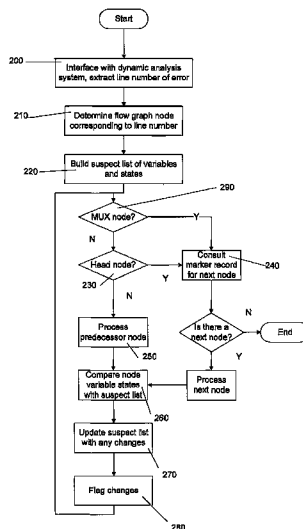 Start
200
Interface with dynamic analysis
system, extract line number of error
210
Determine flow graph node
corresponding to line number
220
Build suspect list of variables
and states
290
MUX node?
Y
N
Head node?
Y
230
Consult
marker record
for next node
240
N
N
Is there a
next node?
End
Y
Process
predecessor node
250
Process
next node
Compare node
variable states
with suspect list
260
Update suspect list
with any changes
270
Flag changes
280